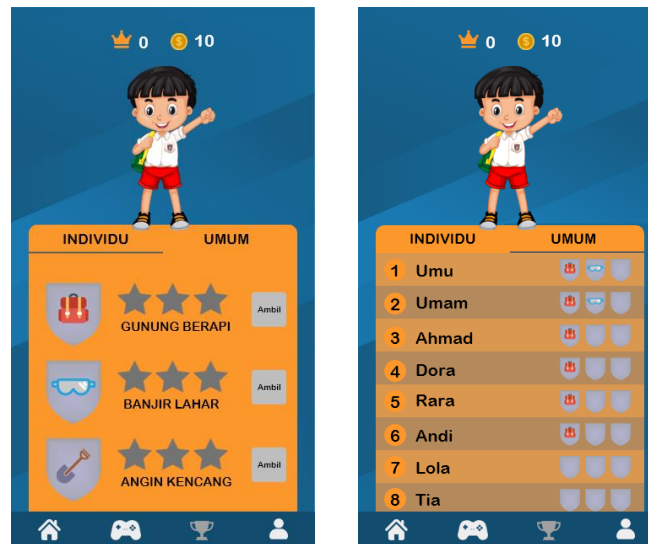 0 10
INDIVIDU UMUM
GUNUNG BERAPI
Ambil
BANJIR LAHAR
Ambil
ANGIN KENCANG
Ambil
0 10
INDIVIDU UMUM
1 Umu
2 Umam
3 Ahmad
4 Dora
5 Rara
6 Andi
7 Lola
8 Tia